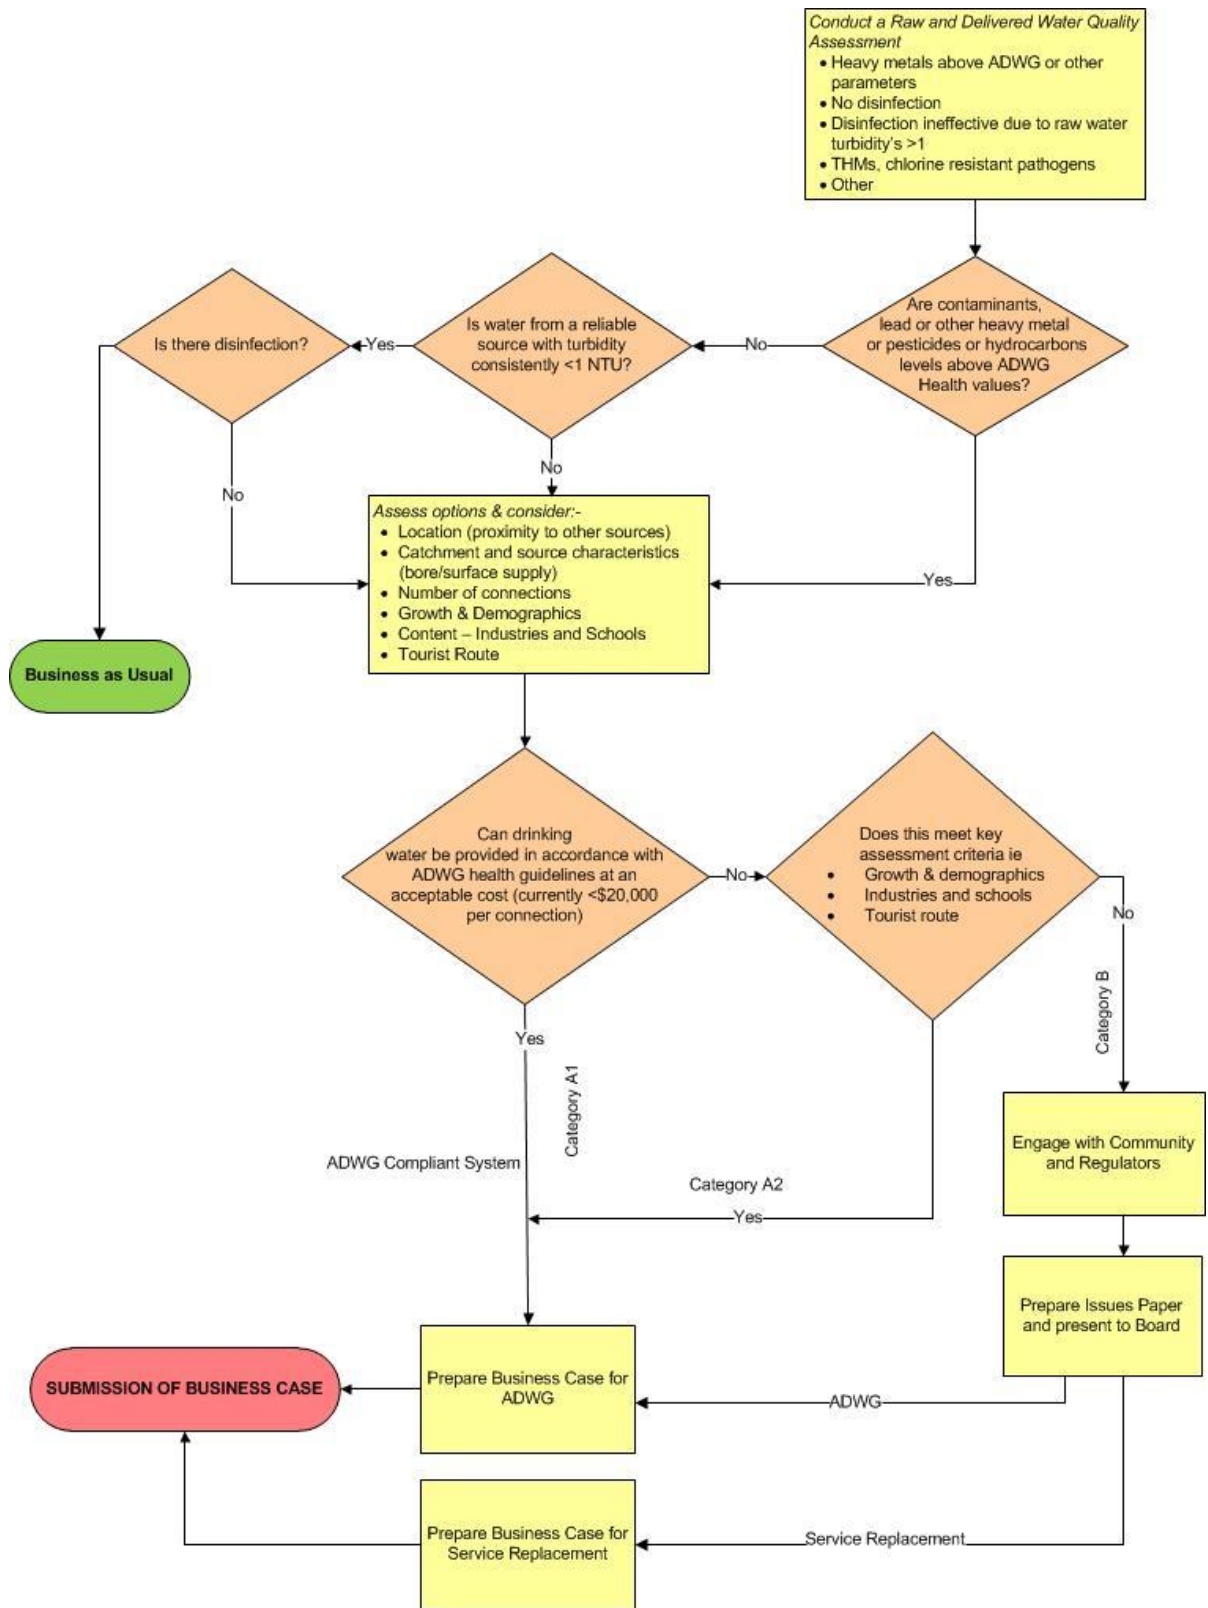 Conduct a Raw and Delivered Water Quality
Assessment
• Heavy metals above ADWG or other
parameters
• No disinfection
• Disinfection ineffective due to raw water
turbidity's >1
• THMs, chlorine resistant pathogens
• Other
Are contaminants,
lead or other heavy metal
or pesticides or hydrocarbons
levels above ADWG
Health values?
No
Is water from a reliable
source with turbidity
consistently <1 NTU?
Yes
Is there disinfection?
No
No
Yes
Business as Usual
Assess options & consider:-
• Location (proximity to other sources)
• Catchment and source characteristics
(bore/surface supply)
• Number of connections
• Growth & Demographics
• Content – Industries and Schools
• Tourist Route
Can drinking
water be provided in accordance with
ADWG health guidelines at an
acceptable cost (currently <$20,000
per connection)
No
Does this meet key
assessment criteria ie
• Growth & demographics
• Industries and schools
• Tourist route
No
Category B
Yes
Category A1
ADWG Compliant System
Category A2
Yes
Engage with Community
and Regulators
Prepare Issues Paper
and present to Board
ADWG
Prepare Business Case for
ADWG
SUBMISSION OF BUSINESS CASE
Service Replacement
Prepare Business Case for
Service Replacement